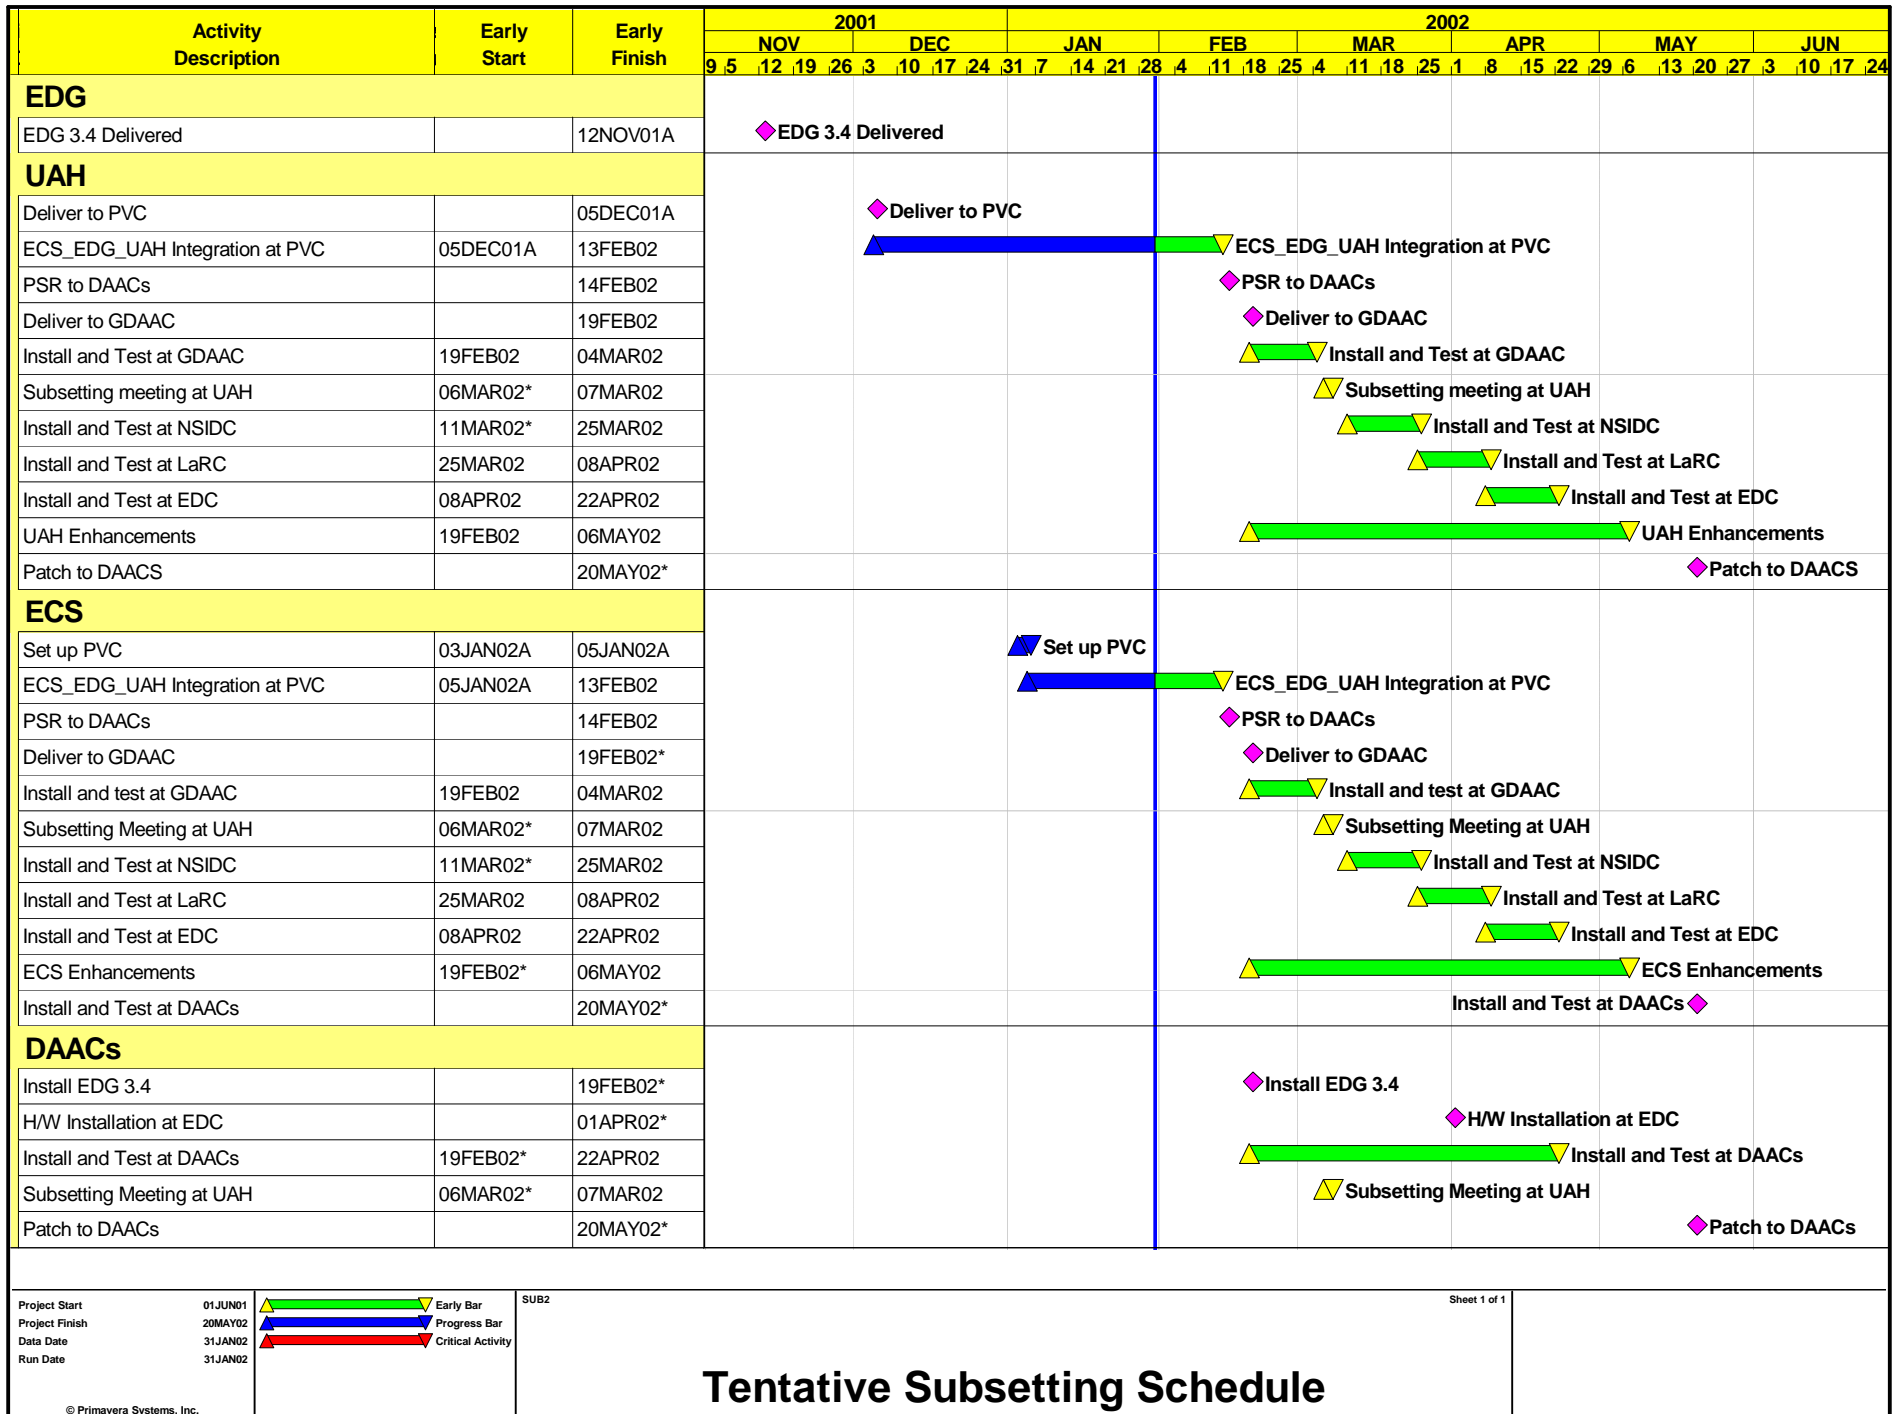 Activity Description Early Start Early Finish
2001 2002
NOV DEC JAN FEB MAR APR MAY JUN
9 5 12 19 26 3 10 17 24 31 7 14 21 28 4 11 18 25 4 11 18 25 1 8 15 22 29 6 13 20 27 3 10 17 24
EDG
EDG 3.4 Delivered 12NOV01A EDG 3.4 Delivered
UAH
Deliver to PVC 05DEC01A Deliver to PVC
ECS_EDG_UAH Integration at PVC 05DEC01A 13FEB02 ECS_EDG_UAH Integration at PVC
PSR to DAACs 14FEB02 PSR to DAACs
Deliver to GDAAC 19FEB02 Deliver to GDAAC
Install and Test at GDAAC 19FEB02 04MAR02 Install and Test at GDAAC
Subsetting meeting at UAH 06MAR02* 07MAR02 Subsetting meeting at UAH
Install and Test at NSIDC 11MAR02* 25MAR02 Install and Test at NSIDC
Install and Test at LaRC 25MAR02 08APR02 Install and Test at LaRC
Install and Test at EDC 08APR02 22APR02 Install and Test at EDC
UAH Enhancements 19FEB02 06MAY02 UAH Enhancements
Patch to DAACS 20MAY02* Patch to DAACS
ECS
Set up PVC 03JAN02A 05JAN02A Set up PVC
ECS_EDG_UAH Integration at PVC 05JAN02A 13FEB02 ECS_EDG_UAH Integration at PVC
PSR to DAACs 14FEB02 PSR to DAACs
Deliver to GDAAC 19FEB02* Deliver to GDAAC
Install and test at GDAAC 19FEB02 04MAR02 Install and test at GDAAC
Subsetting Meeting at UAH 06MAR02* 07MAR02 Subsetting Meeting at UAH
Install and Test at NSIDC 11MAR02* 25MAR02 Install and Test at NSIDC
Install and Test at LaRC 25MAR02 08APR02 Install and Test at LaRC
Install and Test at EDC 08APR02 22APR02 Install and Test at EDC
ECS Enhancements 19FEB02* 06MAY02 ECS Enhancements
Install and Test at DAACs 20MAY02* Install and Test at DAACs
DAACs
Install EDG 3.4 19FEB02* Install EDG 3.4
H/W Installation at EDC 01APR02* H/W Installation at EDC
Install and Test at DAACs 19FEB02* 22APR02 Install and Test at DAACs
Subsetting Meeting at UAH 06MAR02* 07MAR02 Subsetting Meeting at UAH
Patch to DAACs 20MAY02* Patch to DAACs
Project Start 01JUN01
Project Finish 20MAY02
Data Date 31JAN02
Run Date 31JAN02
© Primavera Systems, Inc.
Early Bar
Progress Bar
Critical Activity
SUB2
Sheet 1 of 1
Tentative Subsetting Schedule